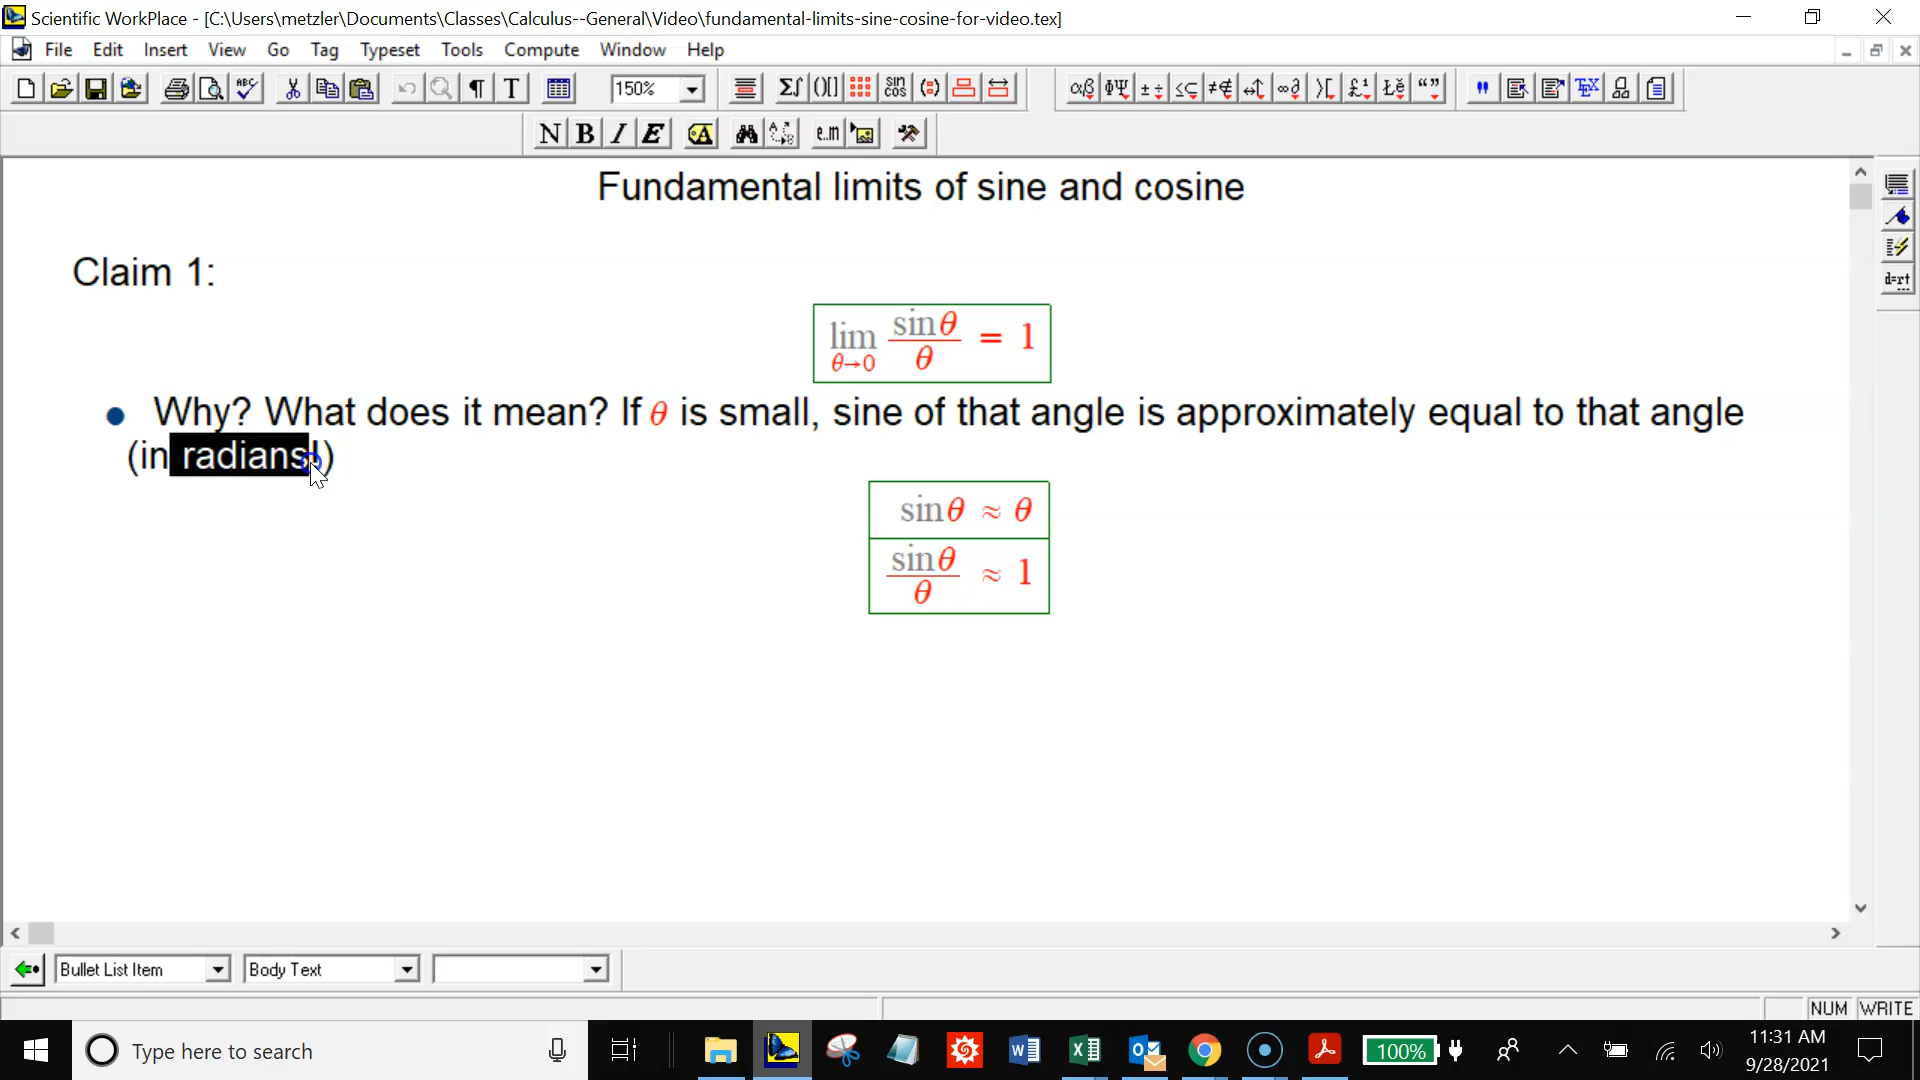 Scientific WorkPlace - [C:\Users\metzler\Documents\Classes\Calculus--General\Video\fundamental-limits-sine-cosine-for-video.tex]
File Edit Insert View Go Tag Typeset Tools Compute Window Help
150%
N B I E
Fundamental limits of sine and cosine
Claim 1:
lim θ→0 sinθ/θ = 1
• Why? What does it mean? If θ is small, sine of that angle is approximately equal to that angle
(in radians!)
sinθ ≈ θ
sinθ/θ ≈ 1
Bullet List Item Body Text
NUM WRITE
Type here to search 100% 11:31 AM
9/28/2021